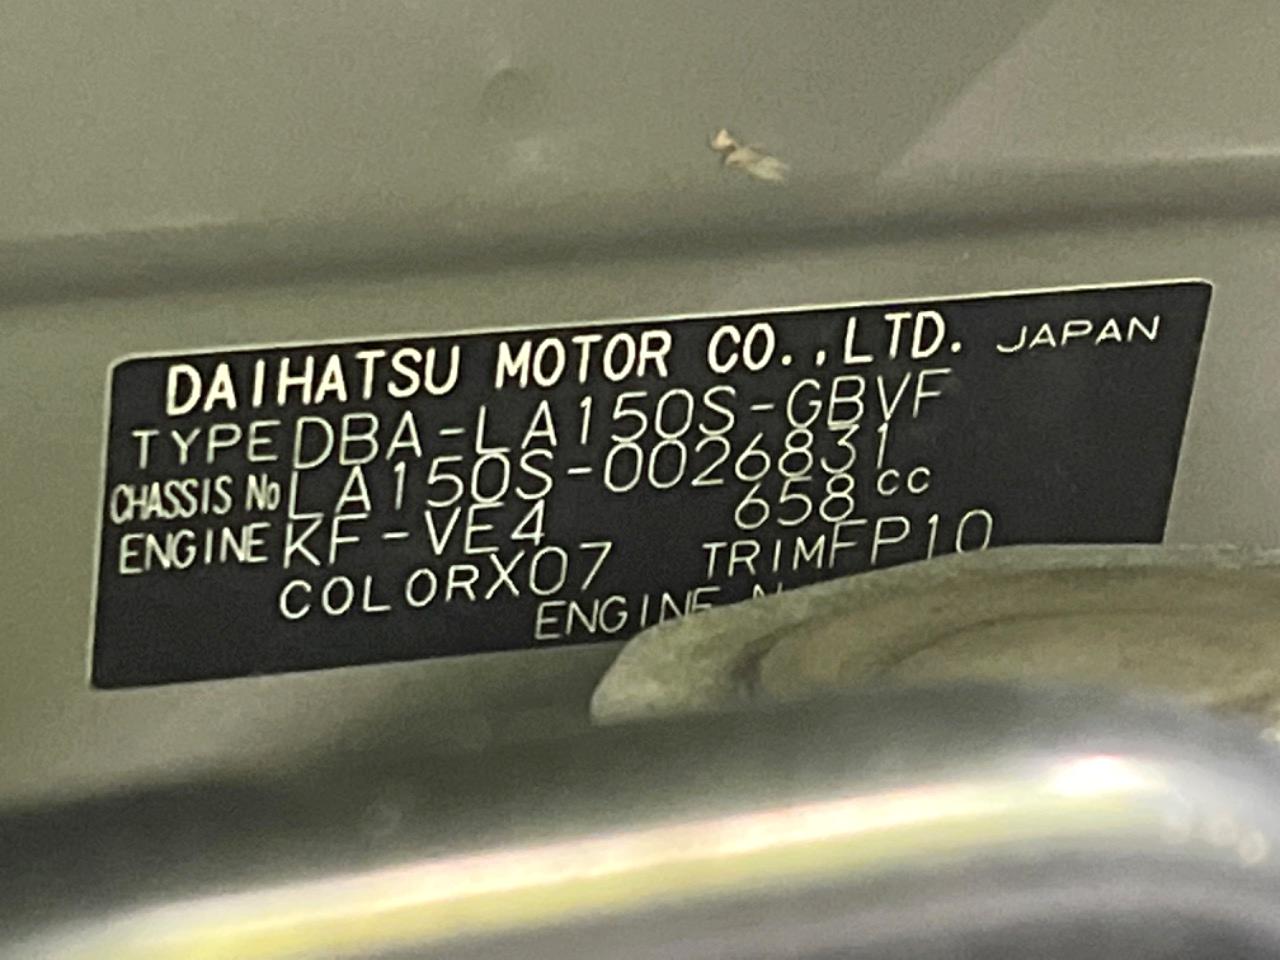 DAIHATSU MOTOR CO.,LTD. JAPAN
TYPE DBA-LA150S-GBVF
CHASSIS No LA150S-0026831
ENGINE KF-VE4 658 cc
COLOR X07 TRIM FP10
ENGINE